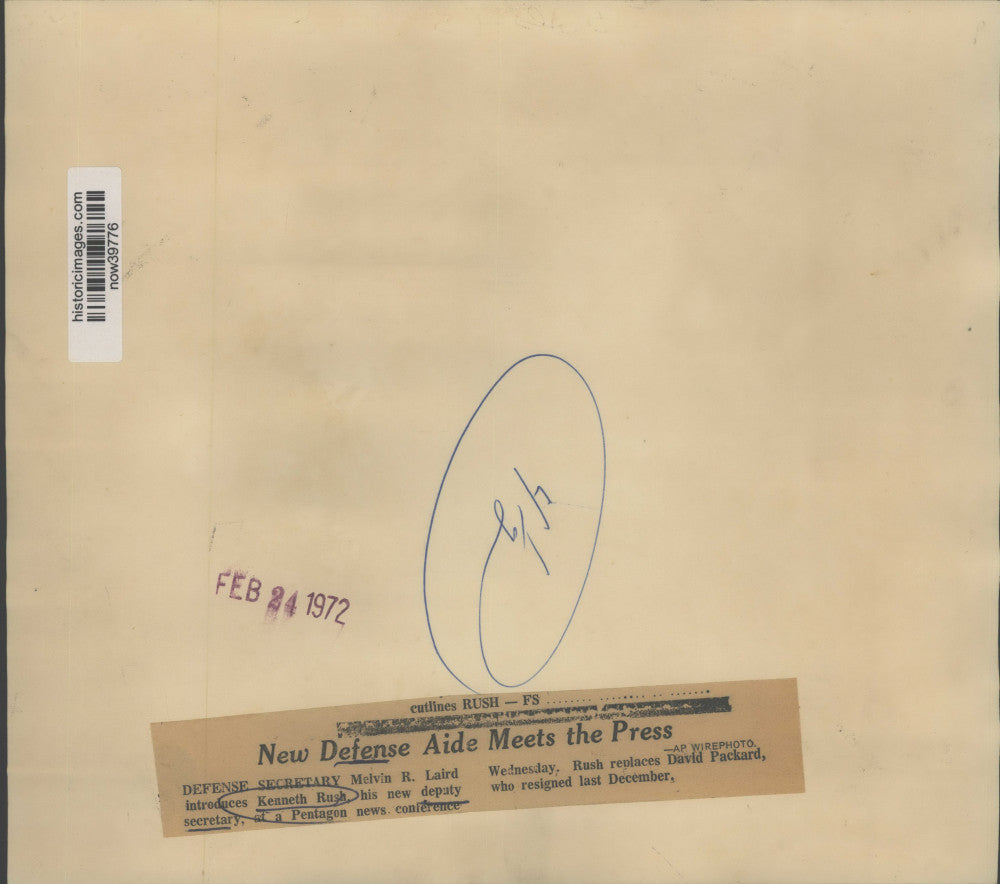 historicimages.com
now39776
FEB 24 1972
cutlines RUSH — FS
New Defense Aide Meets the Press
—AP WIREPHOTO.
DEFENSE SECRETARY Melvin R. Laird
introduces Kenneth Rush, his new deputy
secretary, at a Pentagon news conference
Wednesday. Rush replaces David Packard,
who resigned last December,